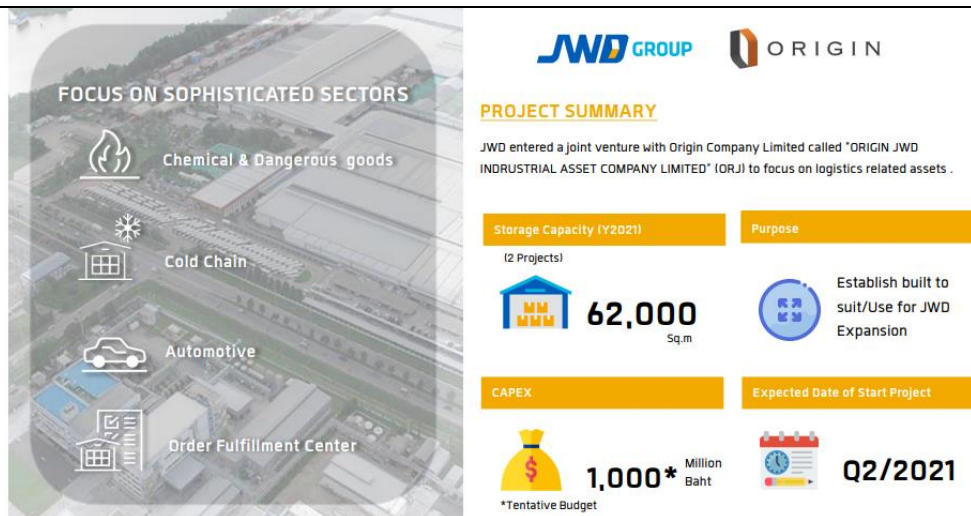 FOCUS ON SOPHISTICATED SECTORS
Chemical & Dangerous goods
Cold Chain
Automotive
Order Fulfillment Center
JWD GROUP
ORIGIN
PROJECT SUMMARY
JWD entered a joint venture with Origin Company Limited called "ORIGIN JWD
INDRUSTRIAL ASSET COMPANY LIMITED" (ORJ) to focus on logistics related assets .
Storage Capacity (Y2021)
(2 Projects)
62,000
Sq.m
Purpose
Establish built to
suit/Use for JWD
Expansion
CAPEX
$
1,000* Million
Baht
*Tentative Budget
Expected Date of Start Project
Q2/2021